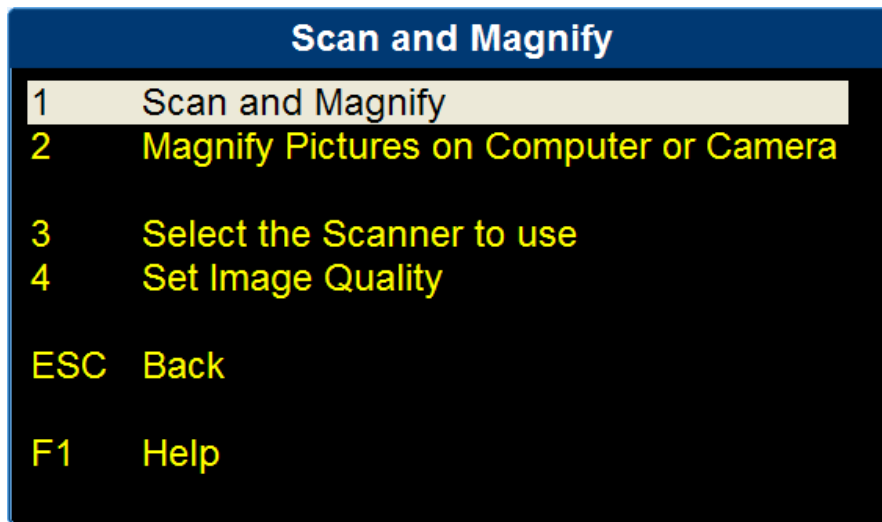 Scan and Magnify
1 Scan and Magnify
2 Magnify Pictures on Computer or Camera
3 Select the Scanner to use
4 Set Image Quality
ESC Back
F1 Help